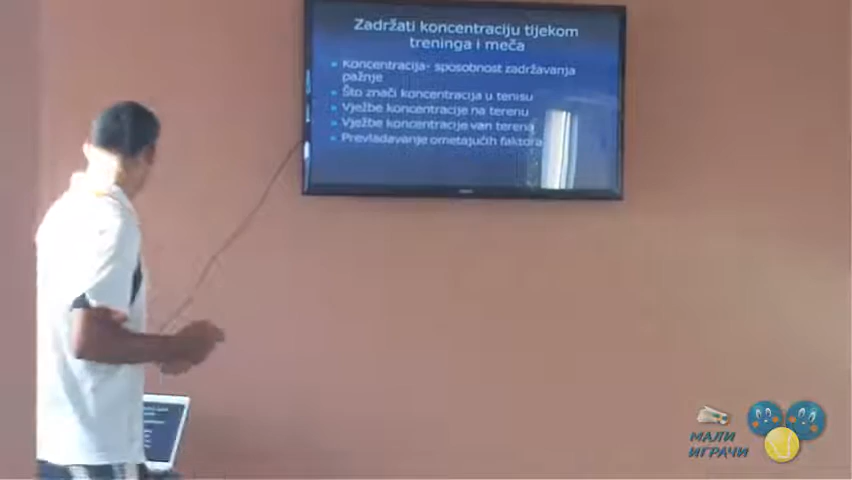 Zadržati koncentraciju tijekom
treninga i meča
Koncentracija- sposobnost zadržavanja
pažnje
Što znači koncentracija u tenisu
Vježbe koncentracije na terenu
Vježbe koncentracije van terena
Prevladavanje ometajućih faktora
МАЛИ
ИГРАЧИ